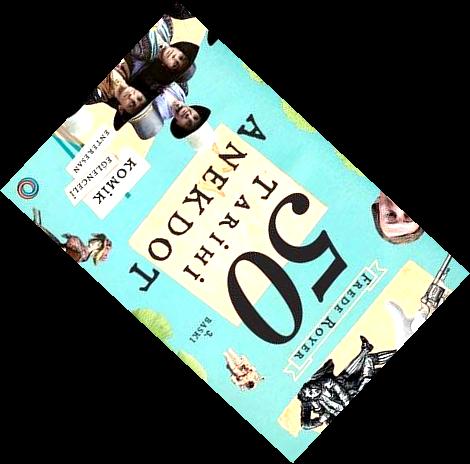 FREDE ROYER
50
TARİHİ
ANEKDOT
3.
BASKI
KOMİK
EĞLENCELİ
ENTERESAN